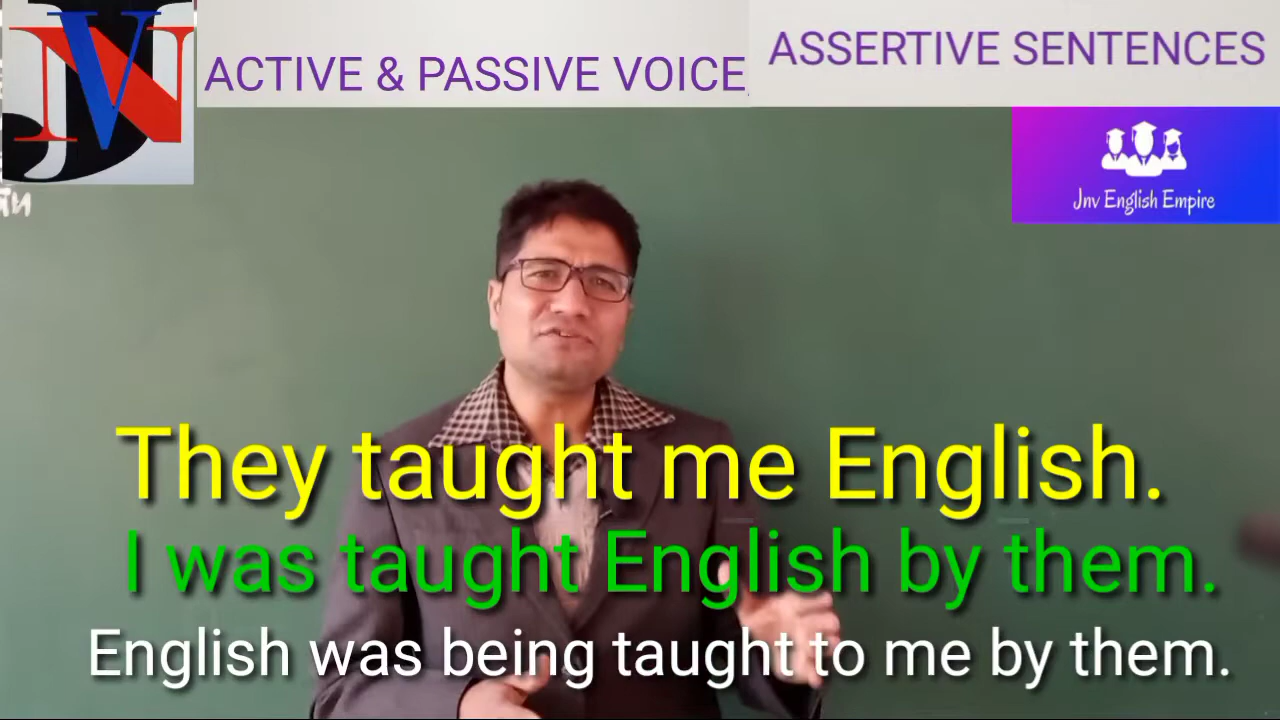 JNV
ACTIVE & PASSIVE VOICE,
ASSERTIVE SENTENCES
Jnv English Empire
They taught me English.
I was taught English by them.
English was being taught to me by them.